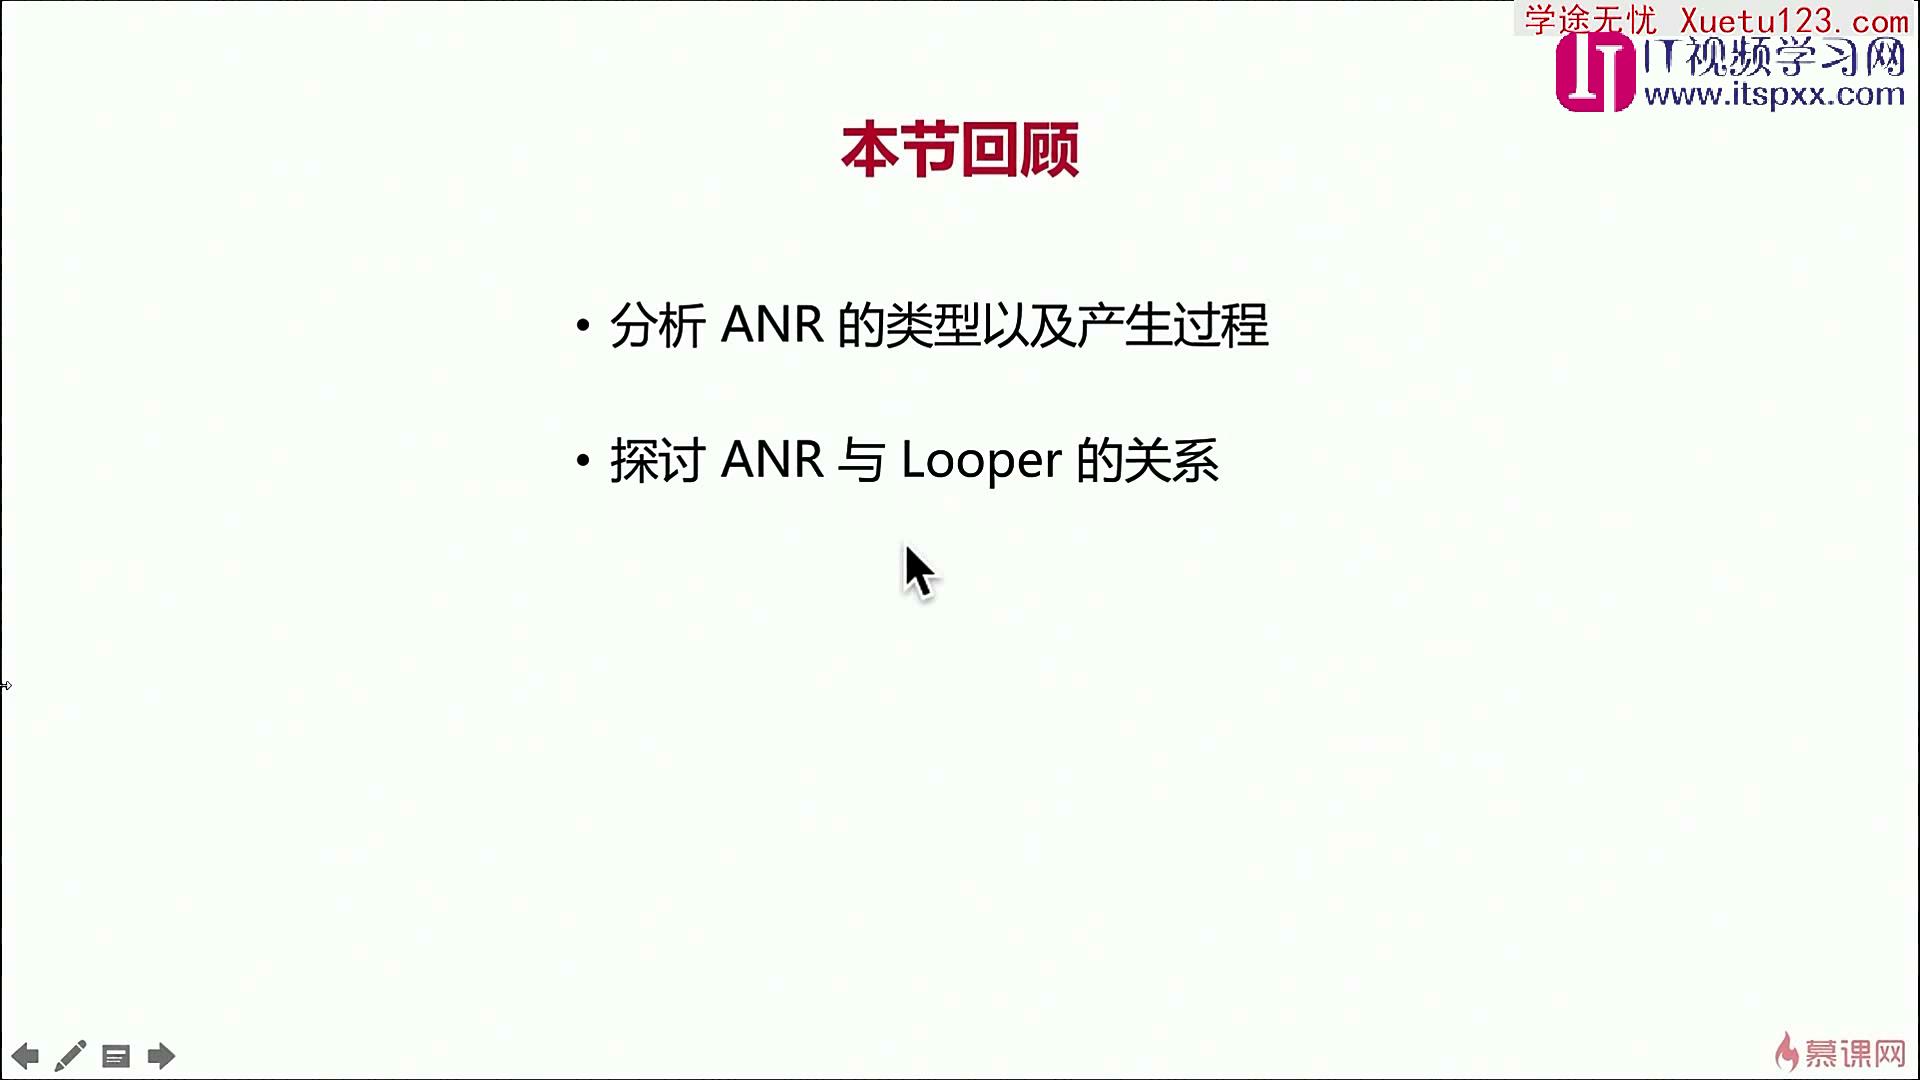 学途无忧 Xuetu123.com
IT视频学习网
www.itspxx.com
本节回顾
• 分析 ANR 的类型以及产生过程
• 探讨 ANR 与 Looper 的关系
慕课网